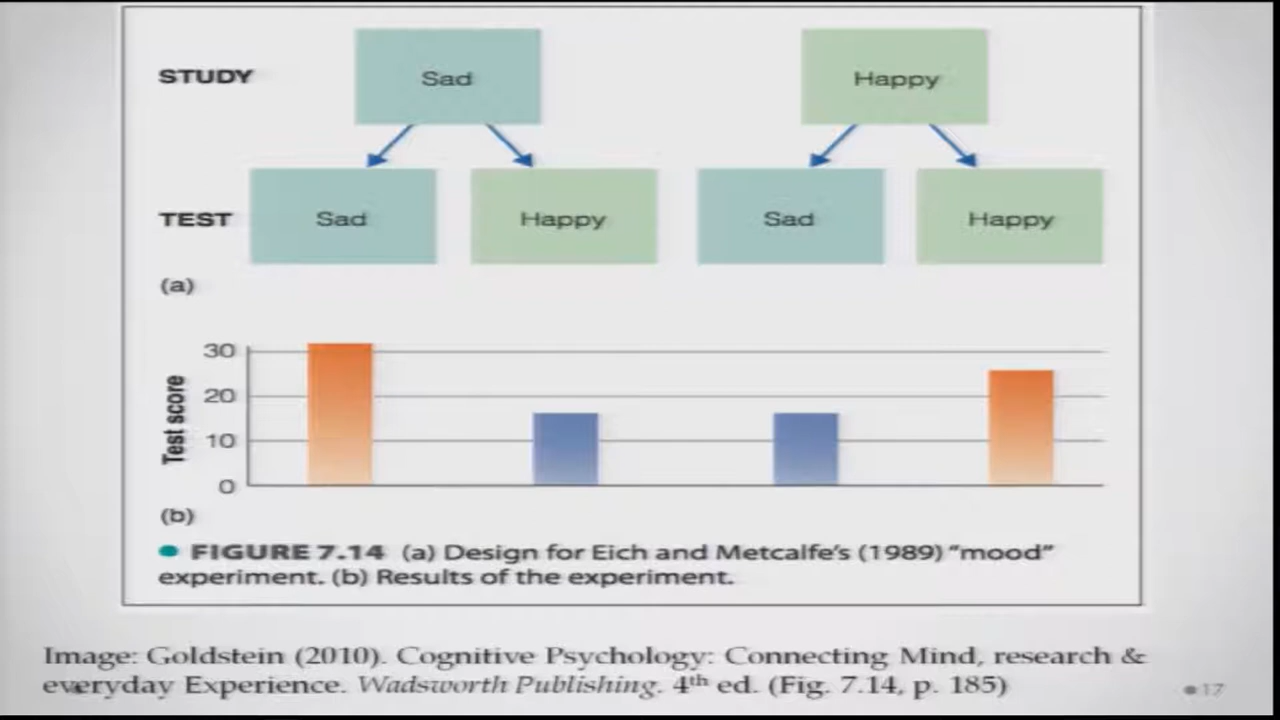 STUDY
Sad
Happy
TEST
Sad
Happy
Sad
Happy
(a)
Test score
30
20
10
0
(b)
• FIGURE 7.14 (a) Design for Eich and Metcalfe's (1989) "mood"
experiment. (b) Results of the experiment.
Image: Goldstein (2010). Cognitive Psychology: Connecting Mind, research &
everyday Experience. Wadsworth Publishing. 4th ed. (Fig. 7.14, p. 185)
•17